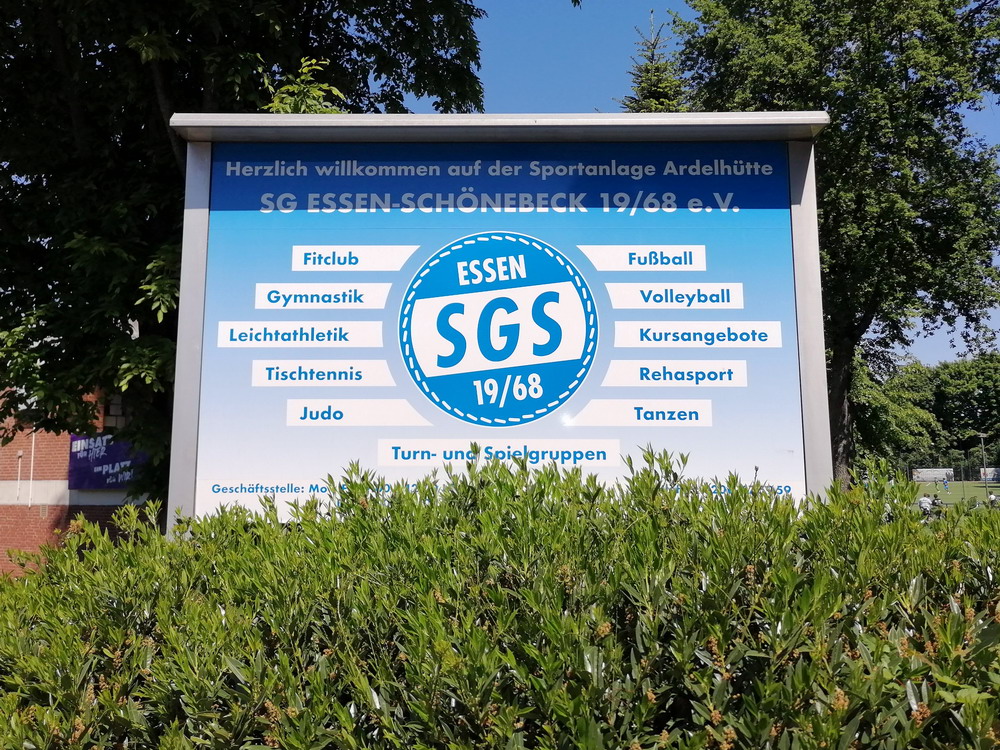 Herzlich willkommen auf der Sportanlage Ardelhütte
SG ESSEN-SCHÖNEBECK 19/68 e.V.
Fitclub
Gymnastik
Leichtathletik
Tischtennis
Judo
ESSEN
SGS
19/68
Fußball
Volleyball
Kursangebote
Rehasport
Tanzen
Turn- und Spielgruppen
Geschäftsstelle:
EINSATZ